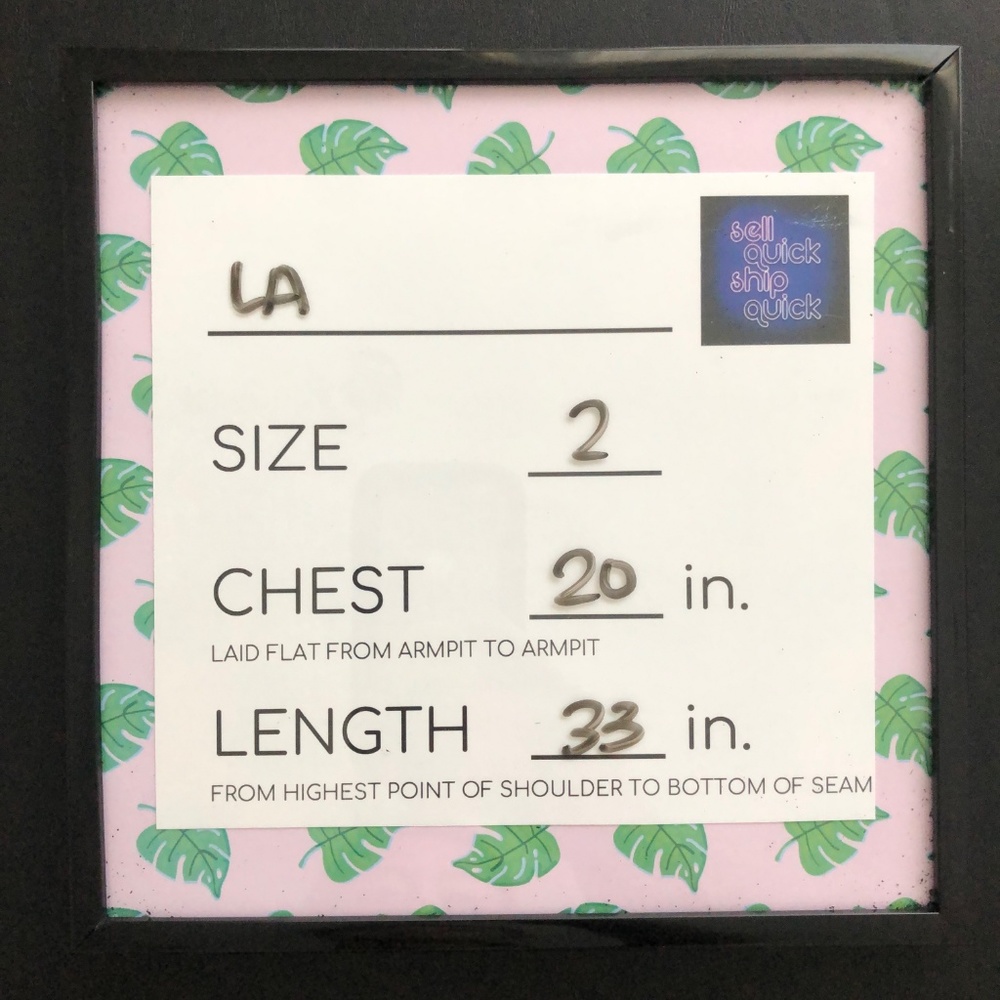 LA
sell
quick
ship
quick
SIZE 2
CHEST 20 in.
LAID FLAT FROM ARMPIT TO ARMPIT
LENGTH 33 in.
FROM HIGHEST POINT OF SHOULDER TO BOTTOM OF SEAM